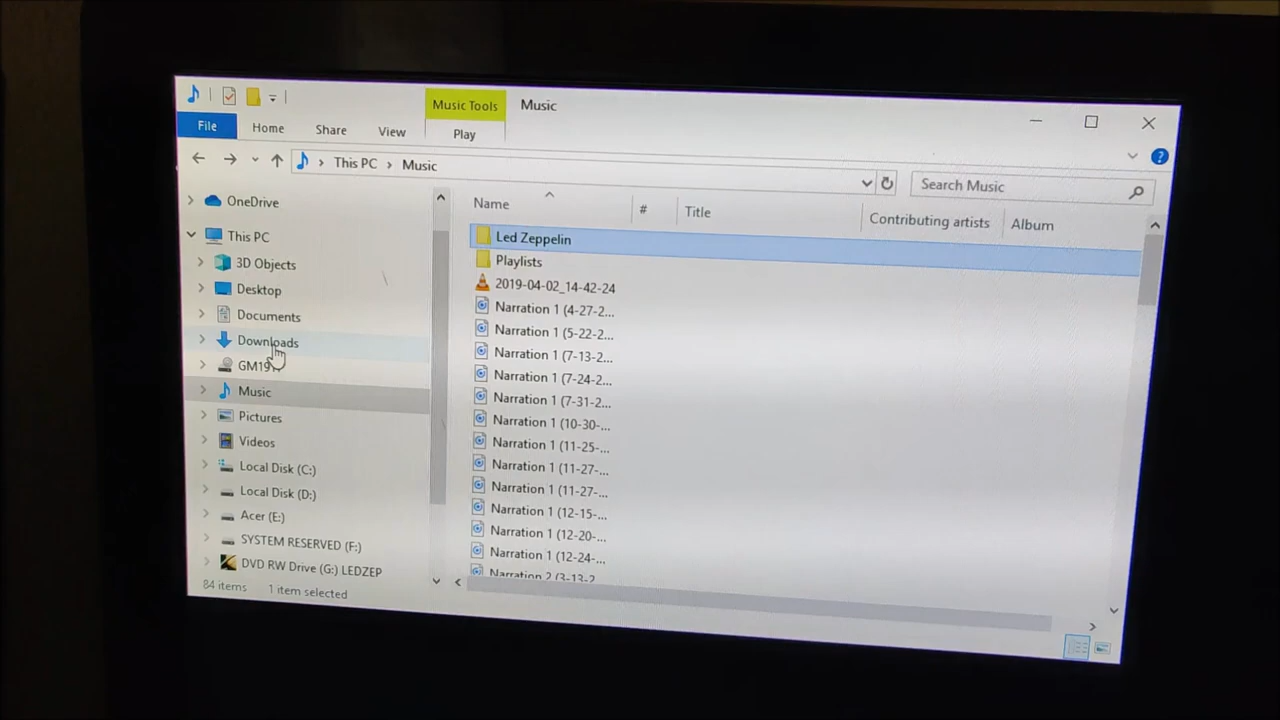 Music Tools
Music
File
Home
Share
View
Play
This PC
Music
Search Music
OneDrive
This PC
3D Objects
Desktop
Documents
Downloads
GM19
Music
Pictures
Videos
Local Disk (C:)
Local Disk (D:)
Acer (E:)
SYSTEM RESERVED (F:)
DVD RW Drive (G:) LEDZEP
84 items 1 item selected
Name # Title Contributing artists Album
Led Zeppelin
Playlists
2019-04-02_14-42-24
Narration 1 (4-27-2...
Narration 1 (5-22-2...
Narration 1 (7-13-2...
Narration 1 (7-24-2...
Narration 1 (7-31-2...
Narration 1 (10-30-...
Narration 1 (11-25-...
Narration 1 (11-27-...
Narration 1 (11-27-...
Narration 1 (12-15-...
Narration 1 (12-20-...
Narration 1 (12-24-...
Narration 2 (3-13-2